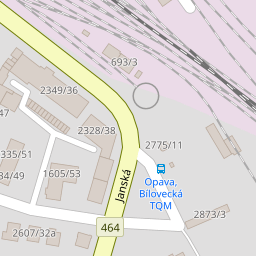 693/3
2349/36
47
2328/38
2775/11
335/51
Opava,
Bílovecká
TQM
1605/53
34/49
Janská
2873/3
464
2607/32a